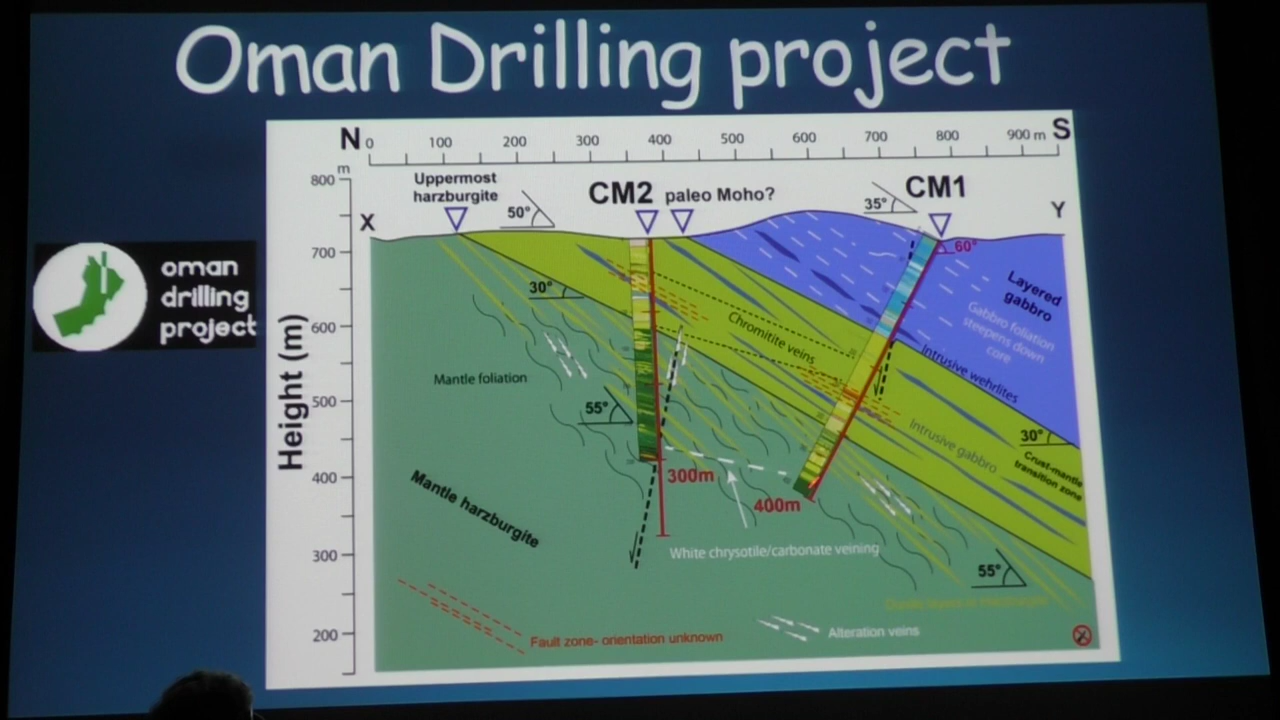 Oman Drilling project
N 0 100 200 300 400 500 600 700 800 900 m S
m
800
700
600
500
400
300
200
Height (m)
Uppermost
harzburgite
50°
CM2
paleo Moho?
35°
CM1
X
Y
60°
oman
drilling
project
30°
Layered
gabbro
Gabbro foliation
steepens down
core
Chromitite veins
Intrusive wehrlites
Mantle foliation
55°
Intrusive gabbro
30°
Crust-mantle
transition zone
300m
400m
Mantle harzburgite
White chrysotile/carbonate veining
55°
Fault zone- orientation unknown
Alteration veins